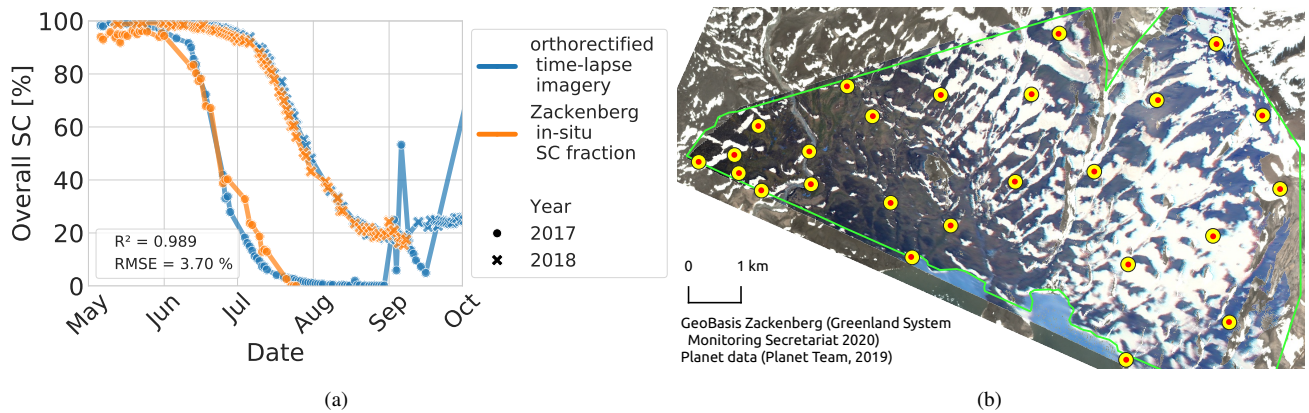 100
80
60
40
20
0
Overall SC [%]
R² = 0.989
RMSE = 3.70 %
May
Jun
Jul
Aug
Sep
Oct
Date
orthorectified
time-lapse
imagery
Zackenberg
in-situ
SC fraction
Year
2017
2018
(a)
0 1 km
GeoBasis Zackenberg (Greenland System
Monitoring Secretariat 2020)
Planet data (Planet Team, 2019)
(b)